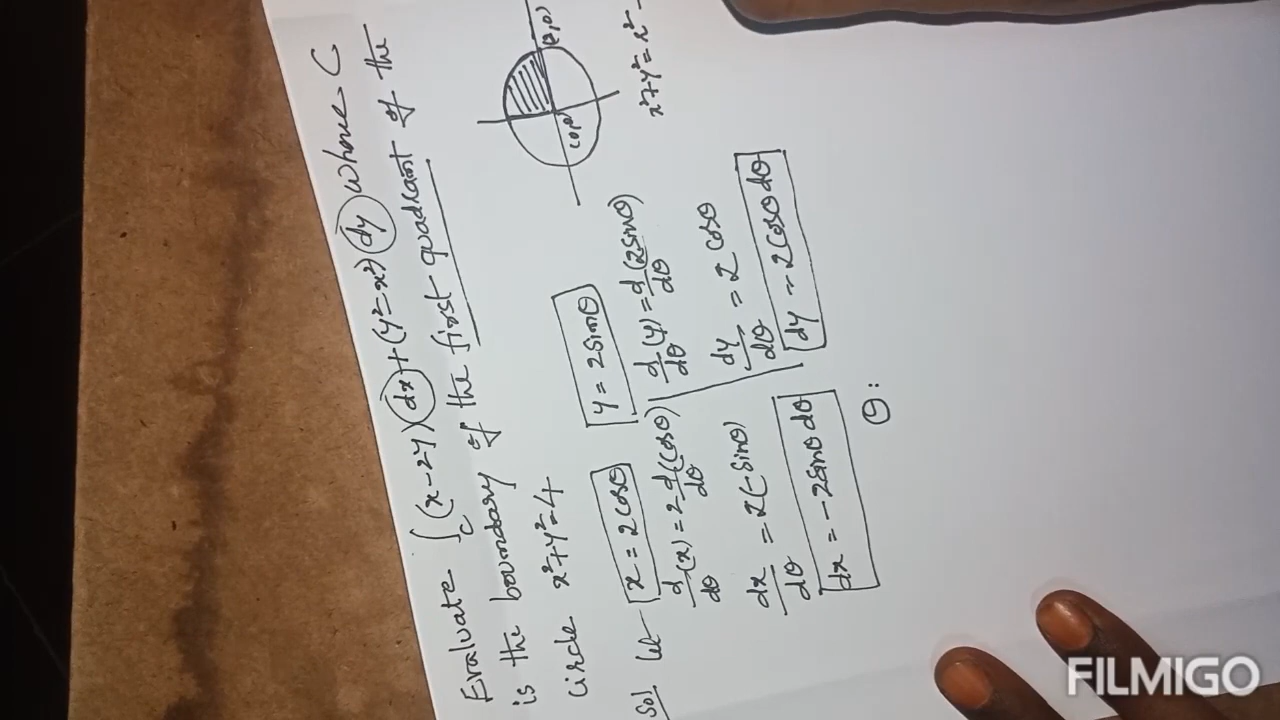 Evaluate ∫_C (x-2y)dx+(y²-x²)dy where C
is the boundary of the first quadrant of the
circle x²+y²=4
(0,0)
(2,0)
x²+y²=r²
Sol Let x = 2cosθ y = 2sinθ
d/dθ(x) = 2 d/dθ(cosθ) d/dθ(y) = d/dθ(2sinθ)
dx/dθ = 2(-sinθ) dy/dθ = 2cosθ
dx = -2sinθ dθ dy = 2cosθ dθ
θ:
FILMIGO